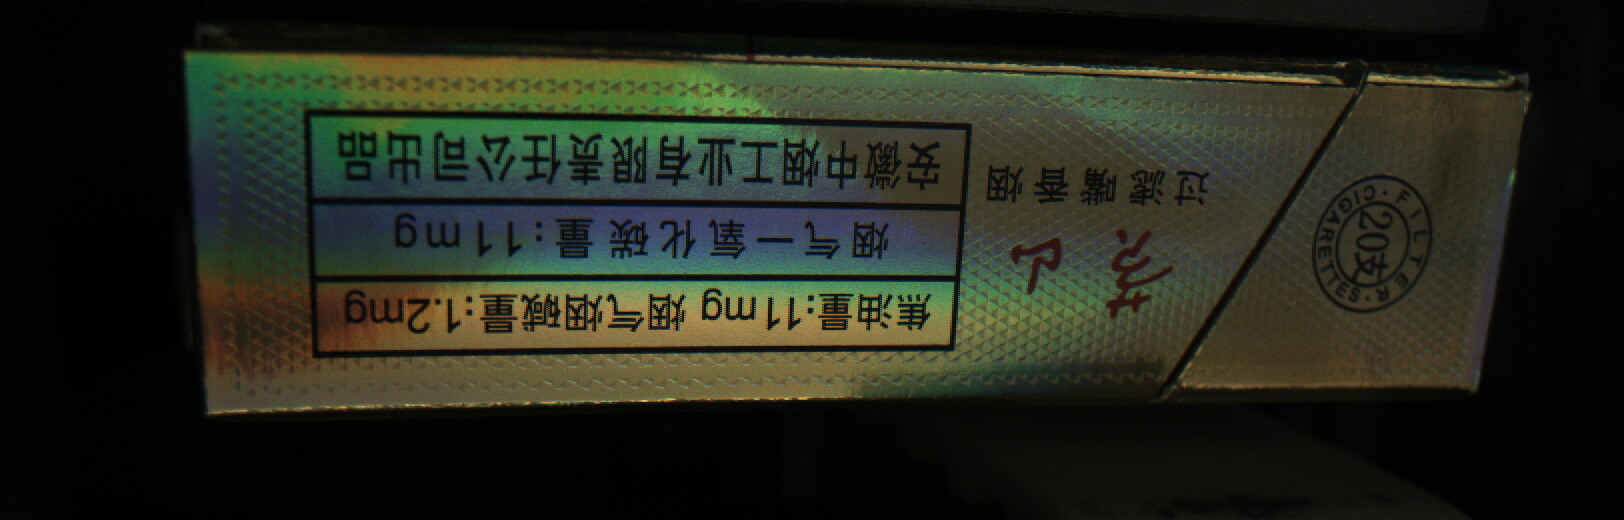 FILTER·CIGARETTES·
20支
黄山
过滤嘴香烟
焦油量:11mg 烟气烟碱量:1.2mg
烟气一氧化碳量:11mg
安徽中烟工业有限责任公司出品